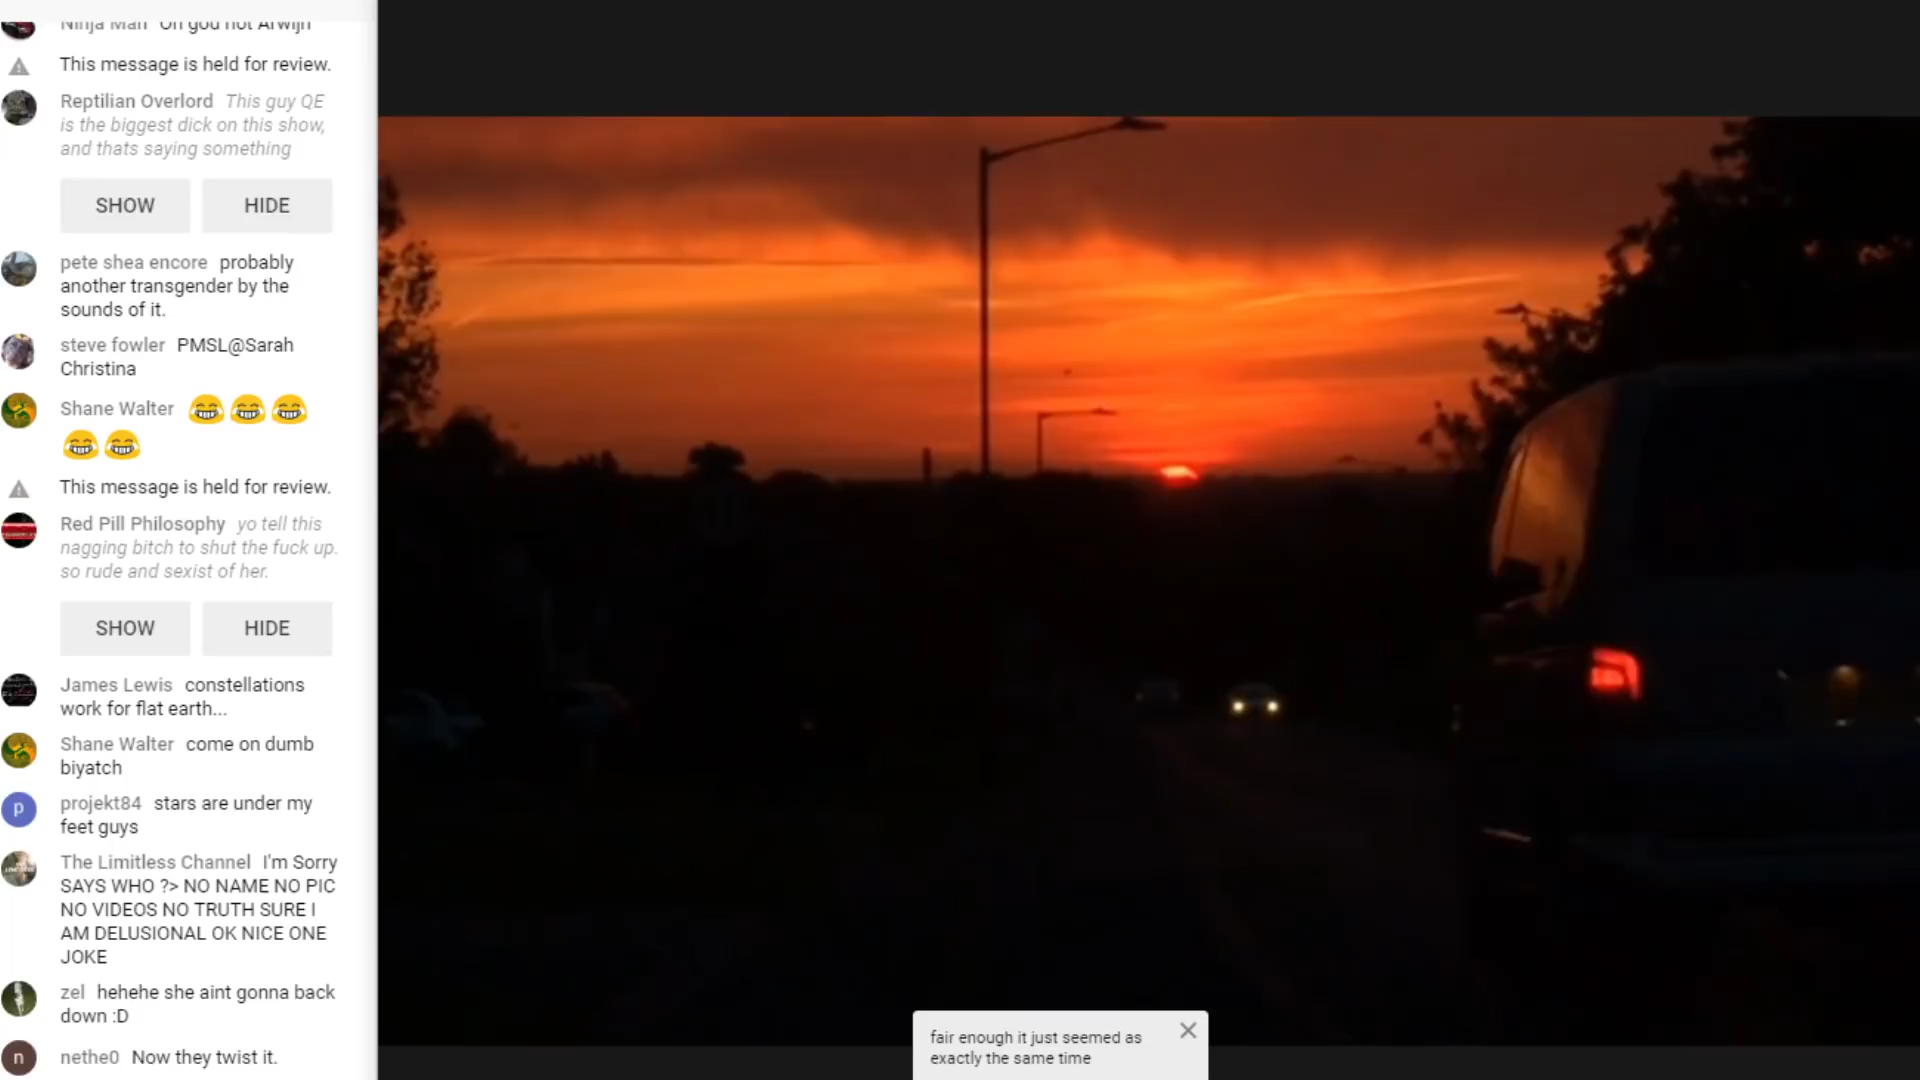 Ninja Man Oh god not Arwijn
This message is held for review.
Reptilian Overlord This guy QE
is the biggest dick on this show,
and thats saying something
SHOW HIDE
pete shea encore probably
another transgender by the
sounds of it.
steve fowler PMSL@Sarah
Christina
Shane Walter 😂😂😂
😂😂
This message is held for review.
Red Pill Philosophy yo tell this
nagging bitch to shut the fuck up.
so rude and sexist of her.
SHOW HIDE
James Lewis constellations
work for flat earth...
Shane Walter come on dumb
biyatch
p
projekt84 stars are under my
feet guys
The Limitless Channel I'm Sorry
SAYS WHO ?> NO NAME NO PIC
NO VIDEOS NO TRUTH SURE I
AM DELUSIONAL OK NICE ONE
JOKE
zel hehehe she aint gonna back
down :D
n
nethe0 Now they twist it.
fair enough it just seemed as
exactly the same time